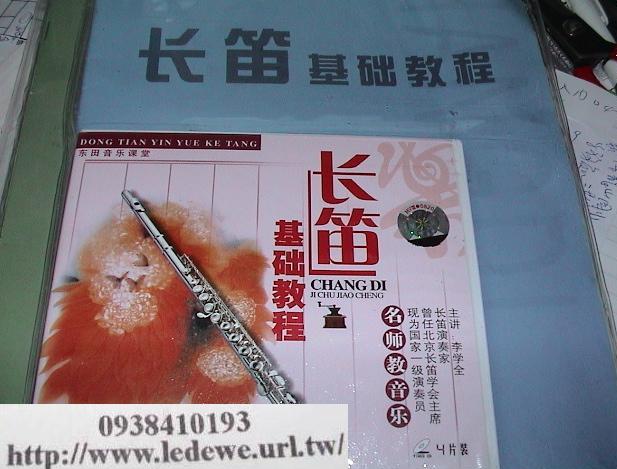 长笛 基础教程
DONG TIAN YIN YUE KE TANG
东田音乐课堂
长笛
CHANG DI
JI CHU JIAO CHENG
基础教程
名师教音乐
主讲：李学全
长笛演奏家
曾任北京长笛学会主席
现为国家一级演奏员
4片装
0938410193
http://www.ledewe.url.tw/